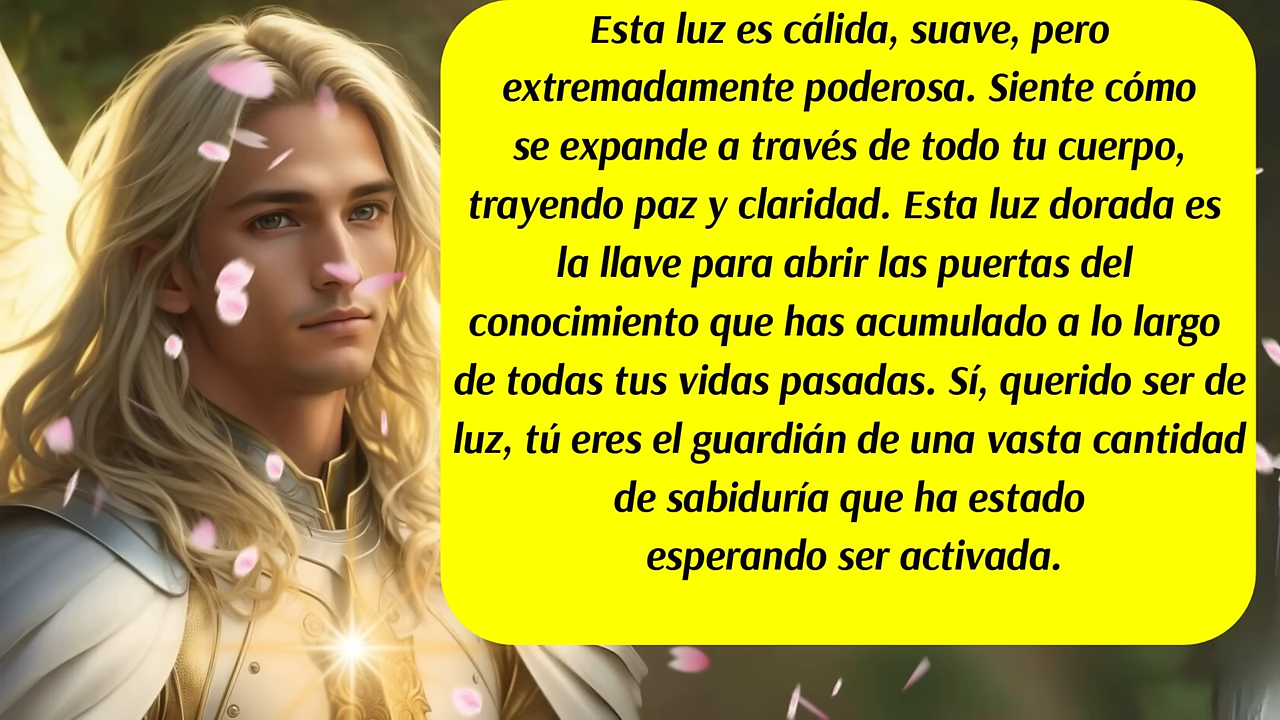 Esta luz es cálida, suave, pero
extremadamente poderosa. Siente cómo
se expande a través de todo tu cuerpo,
trayendo paz y claridad. Esta luz dorada es
la llave para abrir las puertas del
conocimiento que has acumulado a lo largo
de todas tus vidas pasadas. Sí, querido ser de
luz, tú eres el guardián de una vasta cantidad
de sabiduría que ha estado
esperando ser activada.